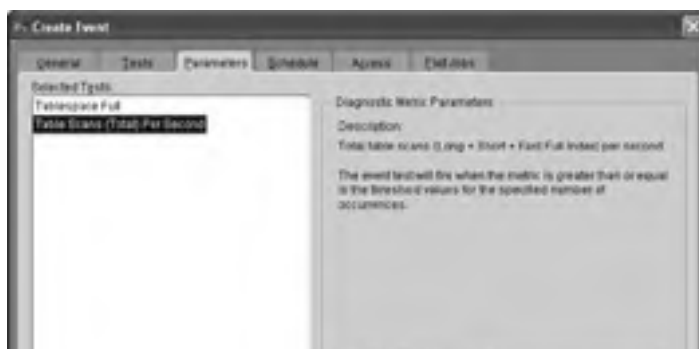 Create Event
General Tests Parameters Schedule Access Fixit Jobs
Selected Tests:
Tablespace Full
Table Scans (Total) Per Second
Diagnostic Metric Parameters
Description:
Total table scans (Long + Short + Fast Full Index) per second
The event test will fire when the metric is greater than or equal
to the threshold values for the specified number of
occurrences.